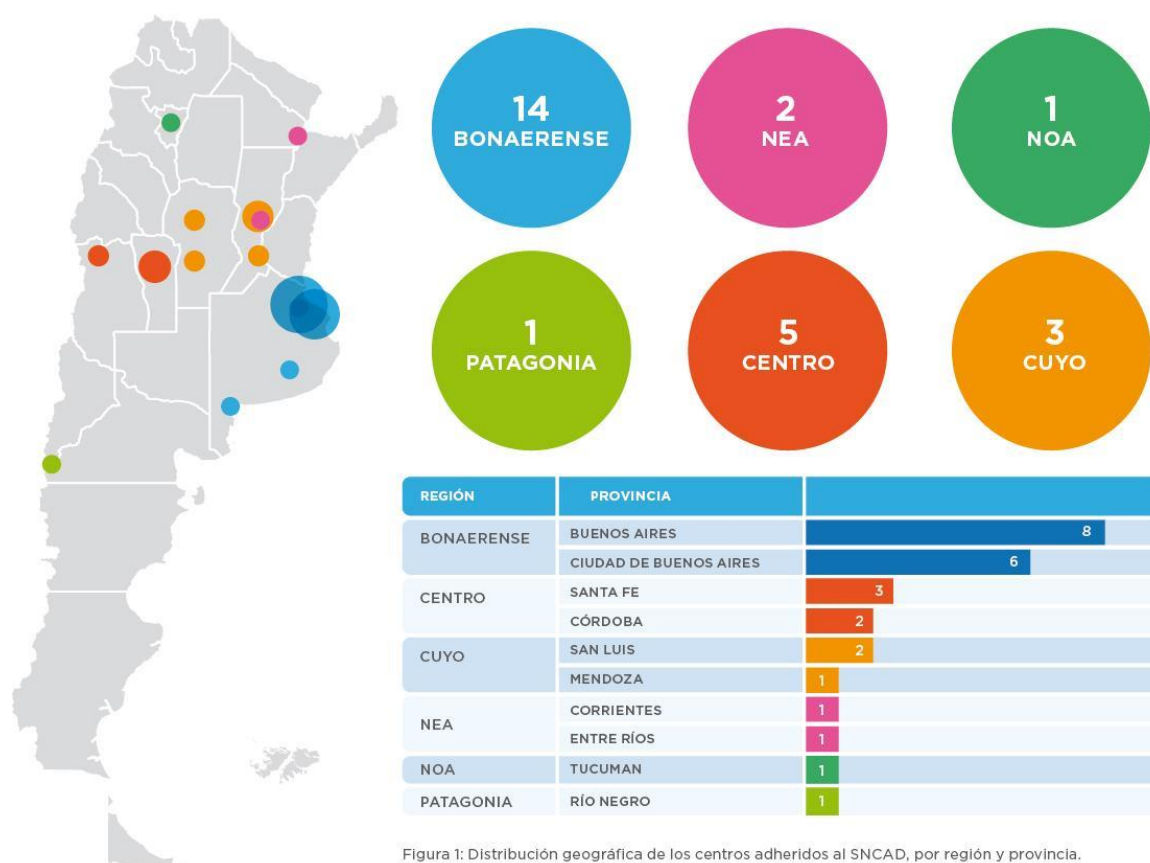 14
BONAERENSE
2
NEA
1
NOA
1
PATAGONIA
5
CENTRO
3
CUYO
REGIÓN PROVINCIA
BONAERENSE BUENOS AIRES 8
CIUDAD DE BUENOS AIRES 6
CENTRO SANTA FE 3
CÓRDOBA 2
CUYO SAN LUIS 2
MENDOZA 1
NEA CORRIENTES 1
ENTRE RÍOS 1
NOA TUCUMAN 1
PATAGONIA RÍO NEGRO 1
Figura 1: Distribución geográfica de los centros adheridos al SNCAD, por región y provincia.